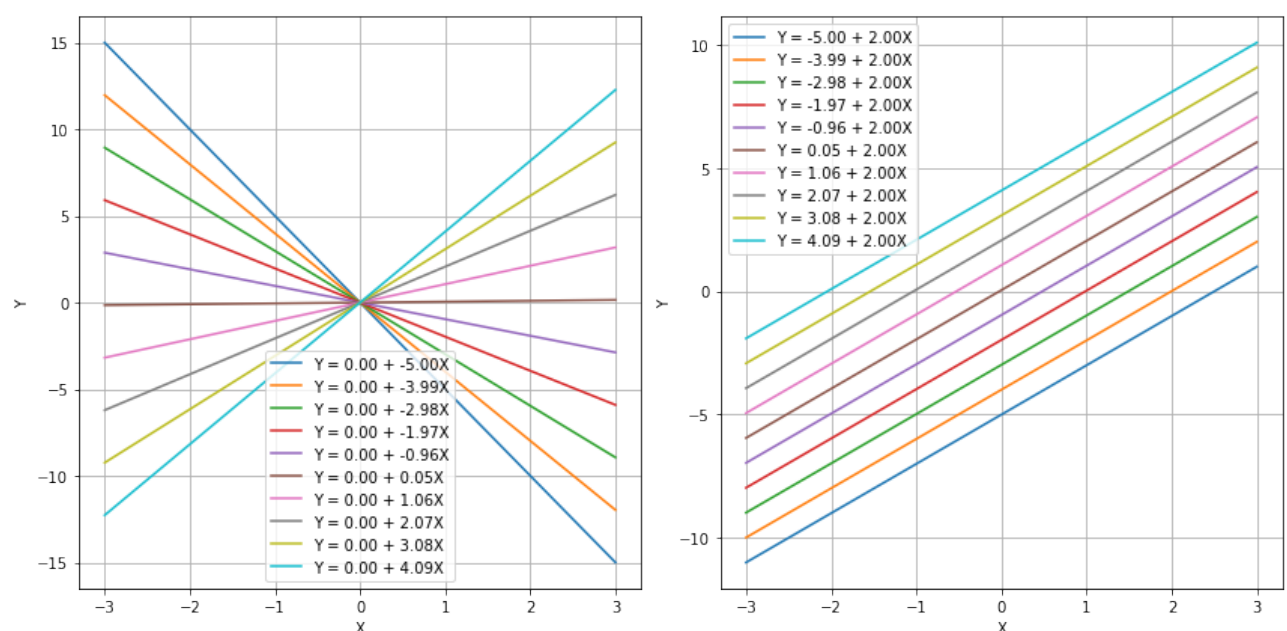 15
10
5
0
−5
−10
−15
Y
Y = 0.00 + -5.00X
Y = 0.00 + -3.99X
Y = 0.00 + -2.98X
Y = 0.00 + -1.97X
Y = 0.00 + -0.96X
Y = 0.00 + 0.05X
Y = 0.00 + 1.06X
Y = 0.00 + 2.07X
Y = 0.00 + 3.08X
Y = 0.00 + 4.09X
−3 −2 −1 0 1 2 3
X
10
5
0
−5
−10
Y
Y = -5.00 + 2.00X
Y = -3.99 + 2.00X
Y = -2.98 + 2.00X
Y = -1.97 + 2.00X
Y = -0.96 + 2.00X
Y = 0.05 + 2.00X
Y = 1.06 + 2.00X
Y = 2.07 + 2.00X
Y = 3.08 + 2.00X
Y = 4.09 + 2.00X
−3 −2 −1 0 1 2 3
X